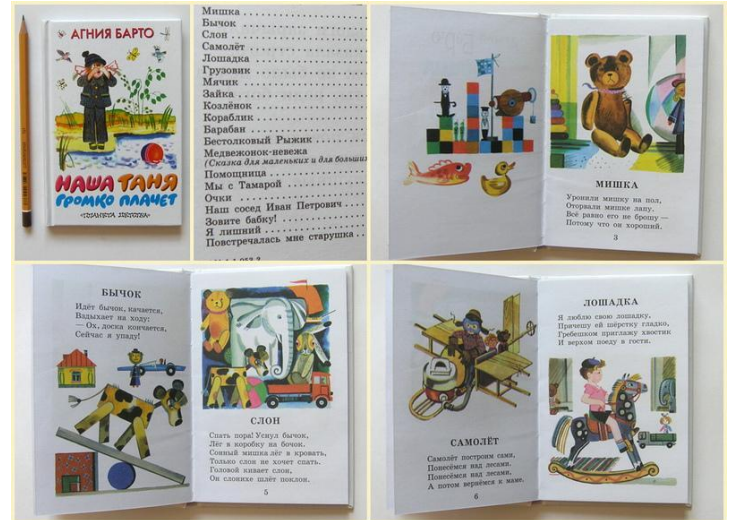 АГНИЯ БАРТО
НАША ТАНЯ
ГРОМКО ПЛАЧЕТ
Мишка
Бычок
Слон
Самолёт
Лошадка
Грузовик
Мячик
Зайка
Козлёнок
Кораблик
Барабан
Бестолковый Рыжик
Медвежонок-невежа
(Сказка для маленьких и для больших
Помощница
Мы с Тамарой
Очки
Наш сосед Иван Петрович
Зовите бабку!
Я лишний
Повстречалась мне старушка
МИШКА
Уронили мишку на пол,
Оторвали мишке лапу.
Всё равно его не брошу —
Потому что он хороший.
3
БЫЧОК
Идёт бычок, качается,
Вздыхает на ходу:
— Ох, доска кончается,
Сейчас я упаду!
СЛОН
Спать пора! Уснул бычок,
Лёг в коробку на бочок.
Сонный мишка лёг в кровать,
Только слон не хочет спать.
Головой кивает слон,
Он слонихе шлёт поклон.
5
САМОЛЁТ
Самолёт построим сами,
Понесёмся над лесами.
Понесёмся над лесами,
А потом вернёмся к маме.
6
ЛОШАДКА
Я люблю свою лошадку,
Причешу ей шёрстку гладко,
Гребешком приглажу хвостик
И верхом поеду в гости.